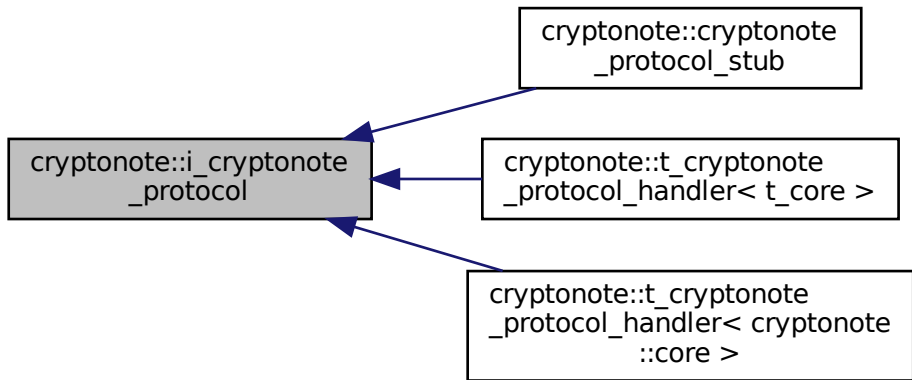 cryptonote::cryptonote
_protocol_stub
cryptonote::i_cryptonote
_protocol
cryptonote::t_cryptonote
_protocol_handler< t_core >
cryptonote::t_cryptonote
_protocol_handler< cryptonote
::core >